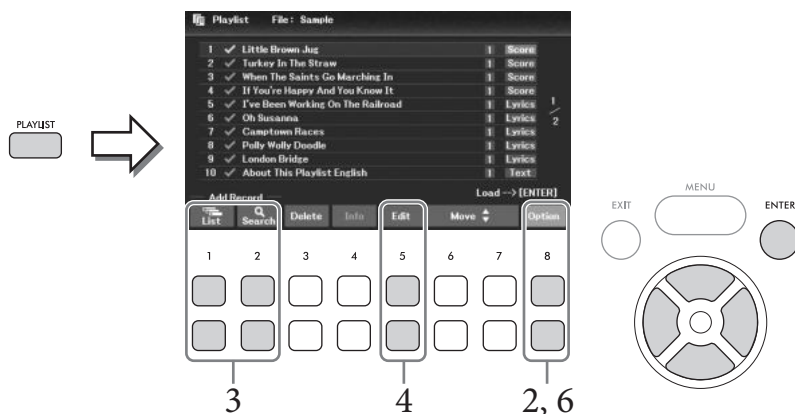 Playlist File: Sample
1 ✓ Little Brown Jug 1 Score
2 ✓ Turkey In The Straw 1 Score
3 ✓ When The Saints Go Marching In 1 Score
4 ✓ If You're Happy And You Know It 1 Score
5 ✓ I've Been Working On The Railroad 1 Lyrics
6 ✓ Oh Susanna 1 Lyrics
7 ✓ Camptown Races 1 Lyrics
8 ✓ Polly Wolly Doodle 1 Lyrics
9 ✓ London Bridge 1 Lyrics
10 ✓ About This Playlist English 1 Text
1/2
PLAYLIST
Add Record Load --> [ENTER]
List Search Delete Info Edit Move Option
MENU
EXIT ENTER
1 2 3 4 5 6 7 8
3 4 2, 6